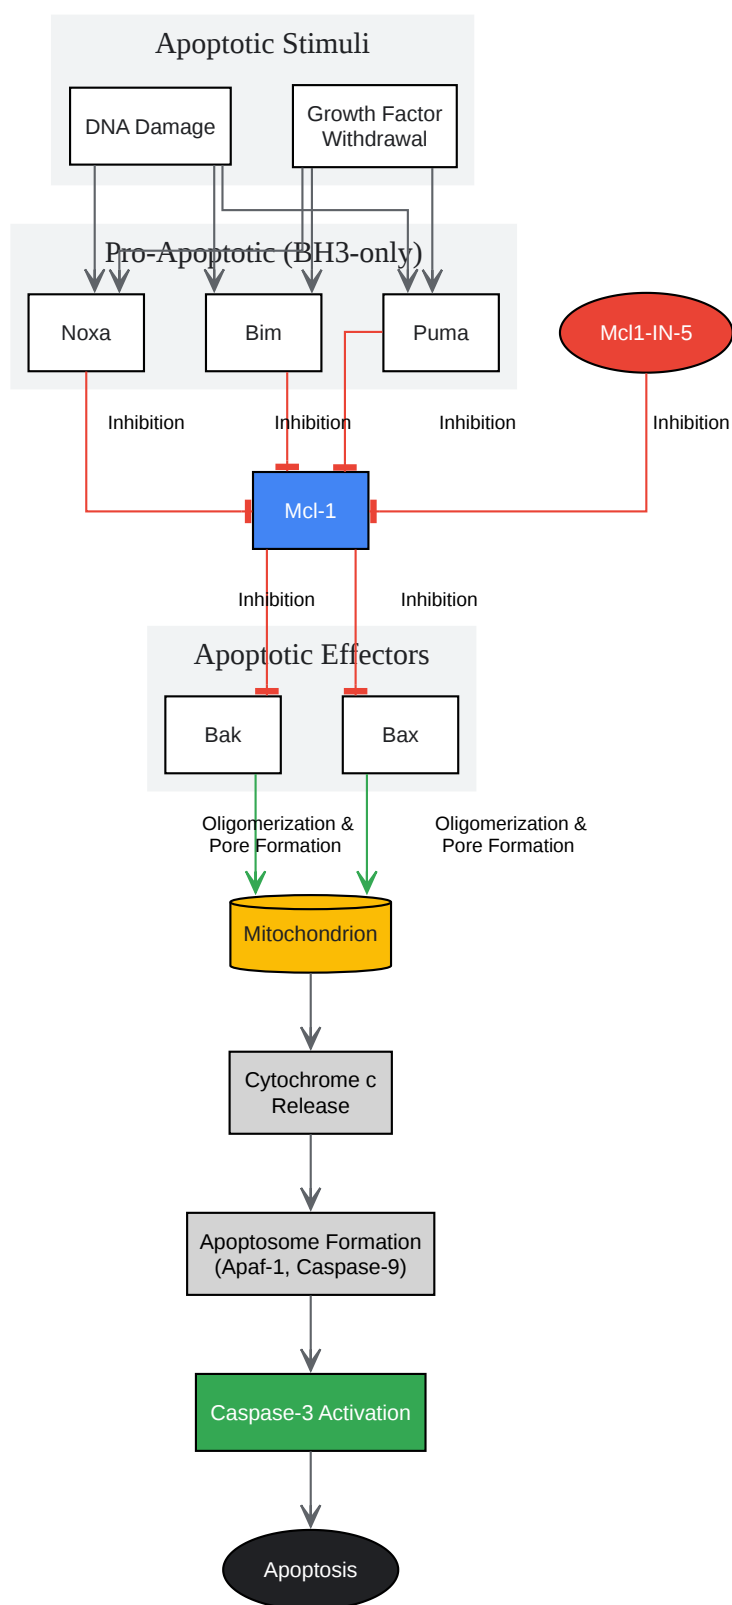 Apoptotic Stimuli
DNA Damage
Growth Factor
Withdrawal
Pro-Apoptotic (BH3-only)
Noxa
Bim
Puma
Mcl1-IN-5
Inhibition
Inhibition
Inhibition
Inhibition
Mcl-1
Inhibition
Inhibition
Apoptotic Effectors
Bak
Bax
Oligomerization &
Pore Formation
Oligomerization &
Pore Formation
Mitochondrion
Cytochrome c
Release
Apoptosome Formation
(Apaf-1, Caspase-9)
Caspase-3 Activation
Apoptosis